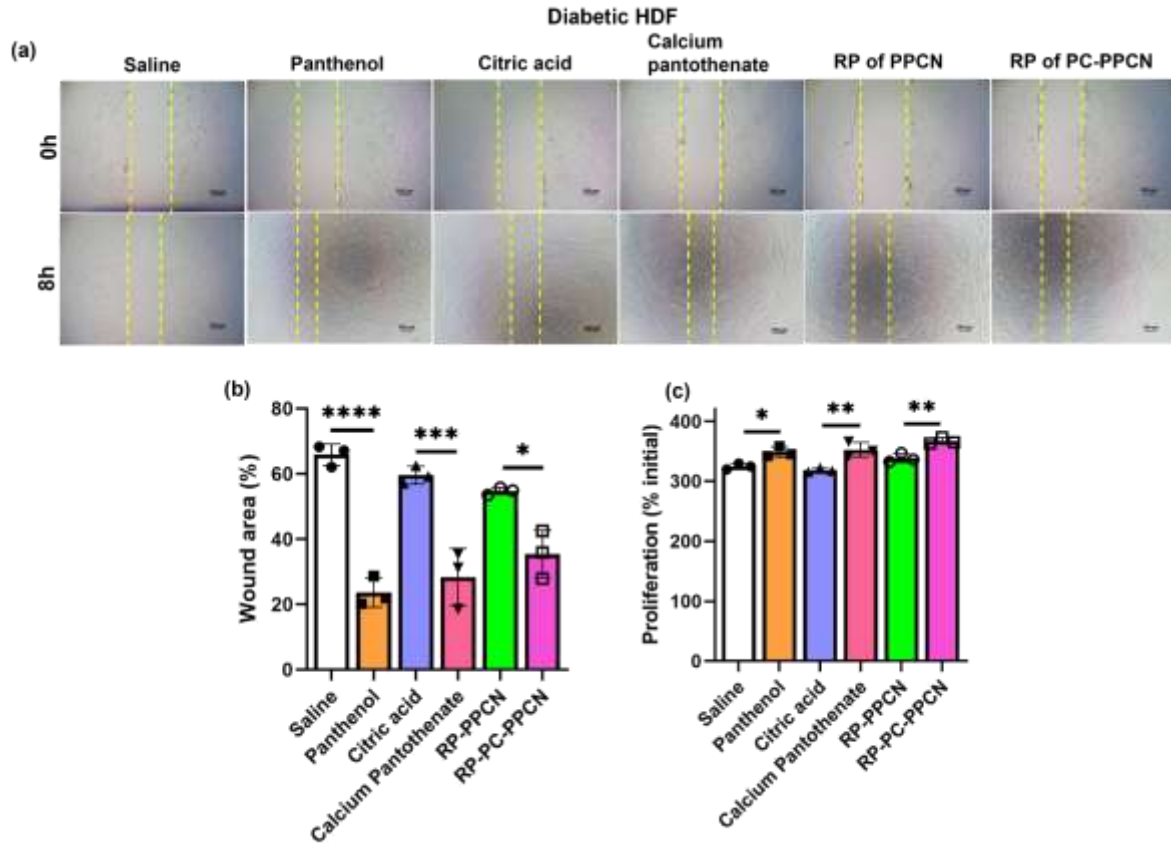 Diabetic HDF
(a)
Saline
Panthenol
Citric acid
Calcium
pantothenate
RP of PPCN
RP of PC-PPCN
0h
8h
(b)
****
***
*
Wound area (%)
80
60
40
20
0
Saline
Panthenol
Citric acid
Calcium Pantothenate
RP-PPCN
RP-PC-PPCN
(c)
*
**
**
Proliferation (% initial)
400
300
200
100
0
Saline
Panthenol
Citric acid
Calcium Pantothenate
RP-PPCN
RP-PC-PPCN